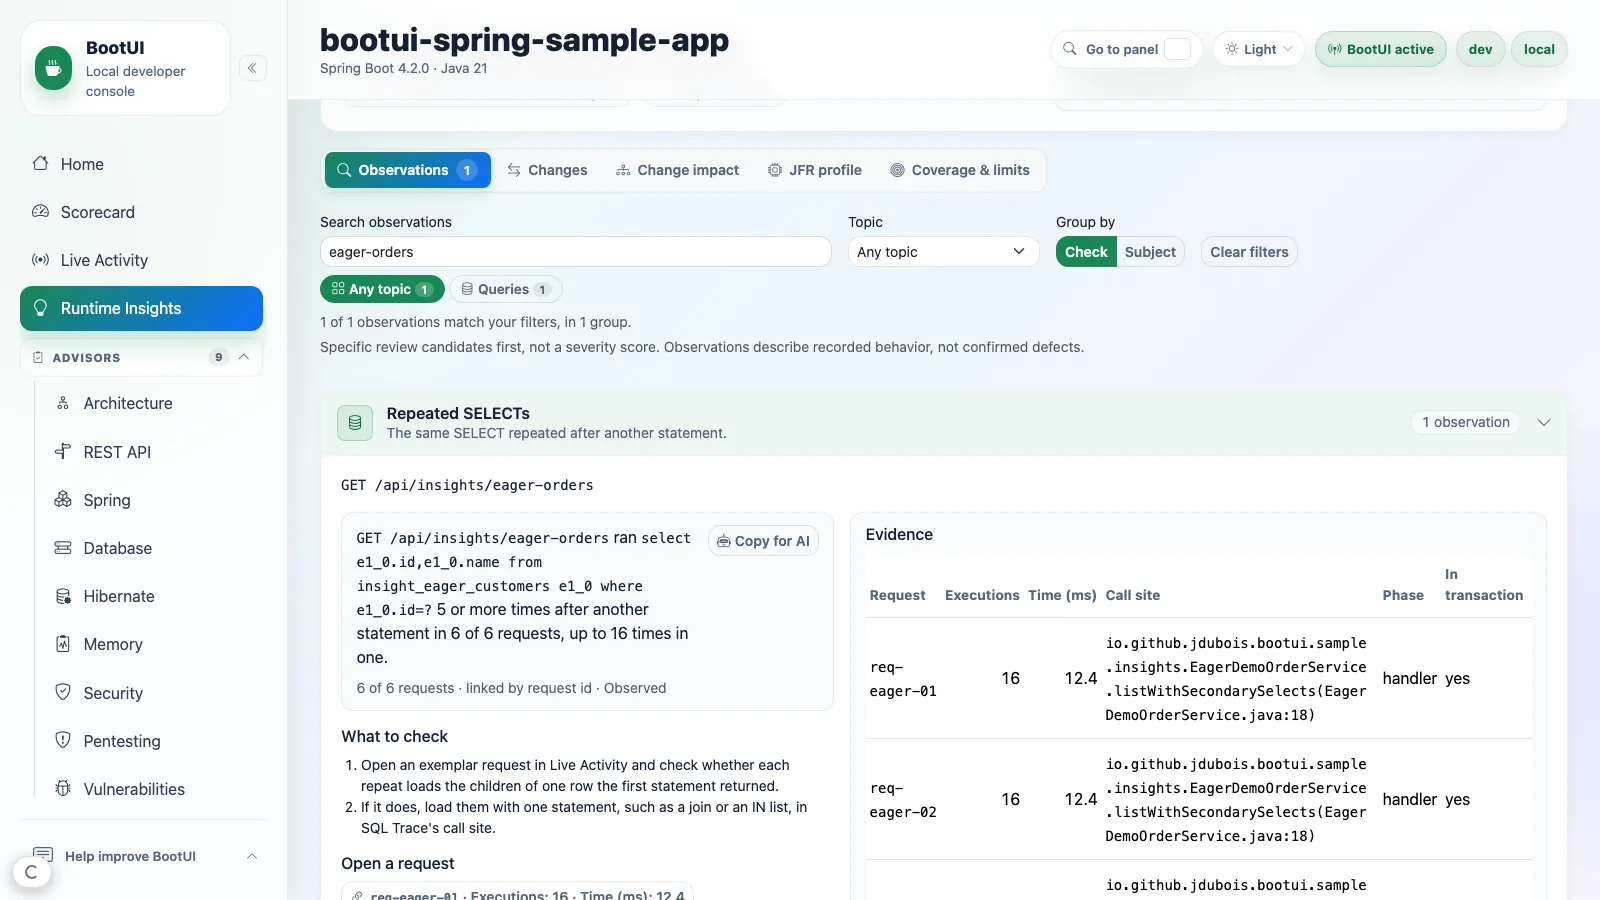 BootUI
Local developer
console
Home
Scorecard
Live Activity
Runtime Insights
ADVISORS 9
Architecture
REST API
Spring
Database
Hibernate
Memory
Security
Pentesting
Vulnerabilities
Help improve BootUI
C
bootui-spring-sample-app
Spring Boot 4.2.0 · Java 21
Go to panel
Light
BootUI active
dev
local
Observations 1
Changes
Change impact
JFR profile
Coverage & limits
Search observations
eager-orders
Topic
Any topic
Group by
Check
Subject
Clear filters
Any topic 1
Queries 1
1 of 1 observations match your filters, in 1 group.
Specific review candidates first, not a severity score. Observations describe recorded behavior, not confirmed defects.
Repeated SELECTs
The same SELECT repeated after another statement.
1 observation
GET /api/insights/eager-orders
GET /api/insights/eager-orders ran select
e1_0.id,e1_0.name from
insight_eager_customers e1_0 where
e1_0.id=? 5 or more times after another
statement in 6 of 6 requests, up to 16 times in
one.
Copy for AI
6 of 6 requests · linked by request id · Observed
What to check
1. Open an exemplar request in Live Activity and check whether each
repeat loads the children of one row the first statement returned.
2. If it does, load them with one statement, such as a join or an IN list, in
SQL Trace's call site.
Open a request
req-eager-01 · Executions: 16 · Time (ms): 12.4
Evidence
Request Executions Time (ms) Call site Phase In transaction
req-eager-01 16 12.4 io.github.jdubois.bootui.sample
.insights.EagerDemoOrderService
.listWithSecondarySelects(Eager
DemoOrderService.java:18) handler yes
req-eager-02 16 12.4 io.github.jdubois.bootui.sample
.insights.EagerDemoOrderService
.listWithSecondarySelects(Eager
DemoOrderService.java:18) handler yes
io.github.jdubois.bootui.sample